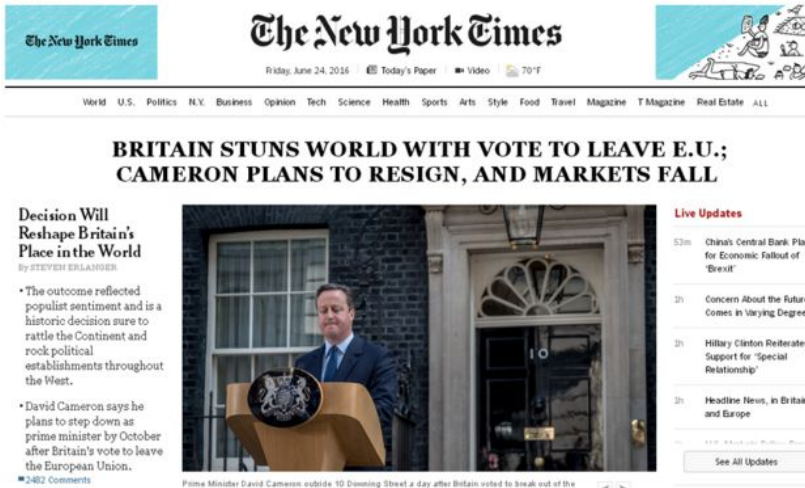 The New York Times
The New York Times
Friday, June 24, 2016 Today's Paper Video 70°F
World U.S. Politics N.Y. Business Opinion Tech Science Health Sports Arts Style Food Travel Magazine T Magazine Real Estate ALL
BRITAIN STUNS WORLD WITH VOTE TO LEAVE E.U.;
CAMERON PLANS TO RESIGN, AND MARKETS FALL
Decision Will
Reshape Britain's
Place in the World
By STEVEN ERLANGER
• The outcome reflected
populist sentiment and is a
historic decision sure to
rattle the Continent and
rock political
establishments throughout
the West.
• David Cameron says he
plans to step down as
prime minister by October
after Britain's vote to leave
the European Union.
2482 Comments
10
Prime Minister David Cameron outside 10 Downing Street a day after Britain voted to break out of the
Live Updates
53m China's Central Bank Pla
for Economic Fallout of
'Brexit'
1h Concern About the Future
Comes in Varying Degree
1h Hillary Clinton Reiterates
Support for 'Special
Relationship'
1h Headline News, in Britain
and Europe
See All Updates